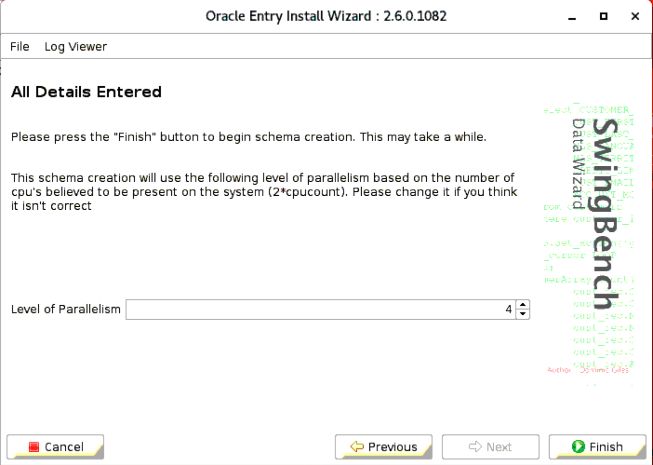 Oracle Entry Install Wizard : 2.6.0.1082
File Log Viewer
All Details Entered
Please press the "Finish" button to begin schema creation. This may take a while.
This schema creation will use the following level of parallelism based on the number of
cpu's believed to be present on the system (2*cpucount). Please change it if you think
it isn't correct
Level of Parallelism 4
SwingBench
Data Wizard
Author : Dominic Giles
Cancel Previous Next Finish